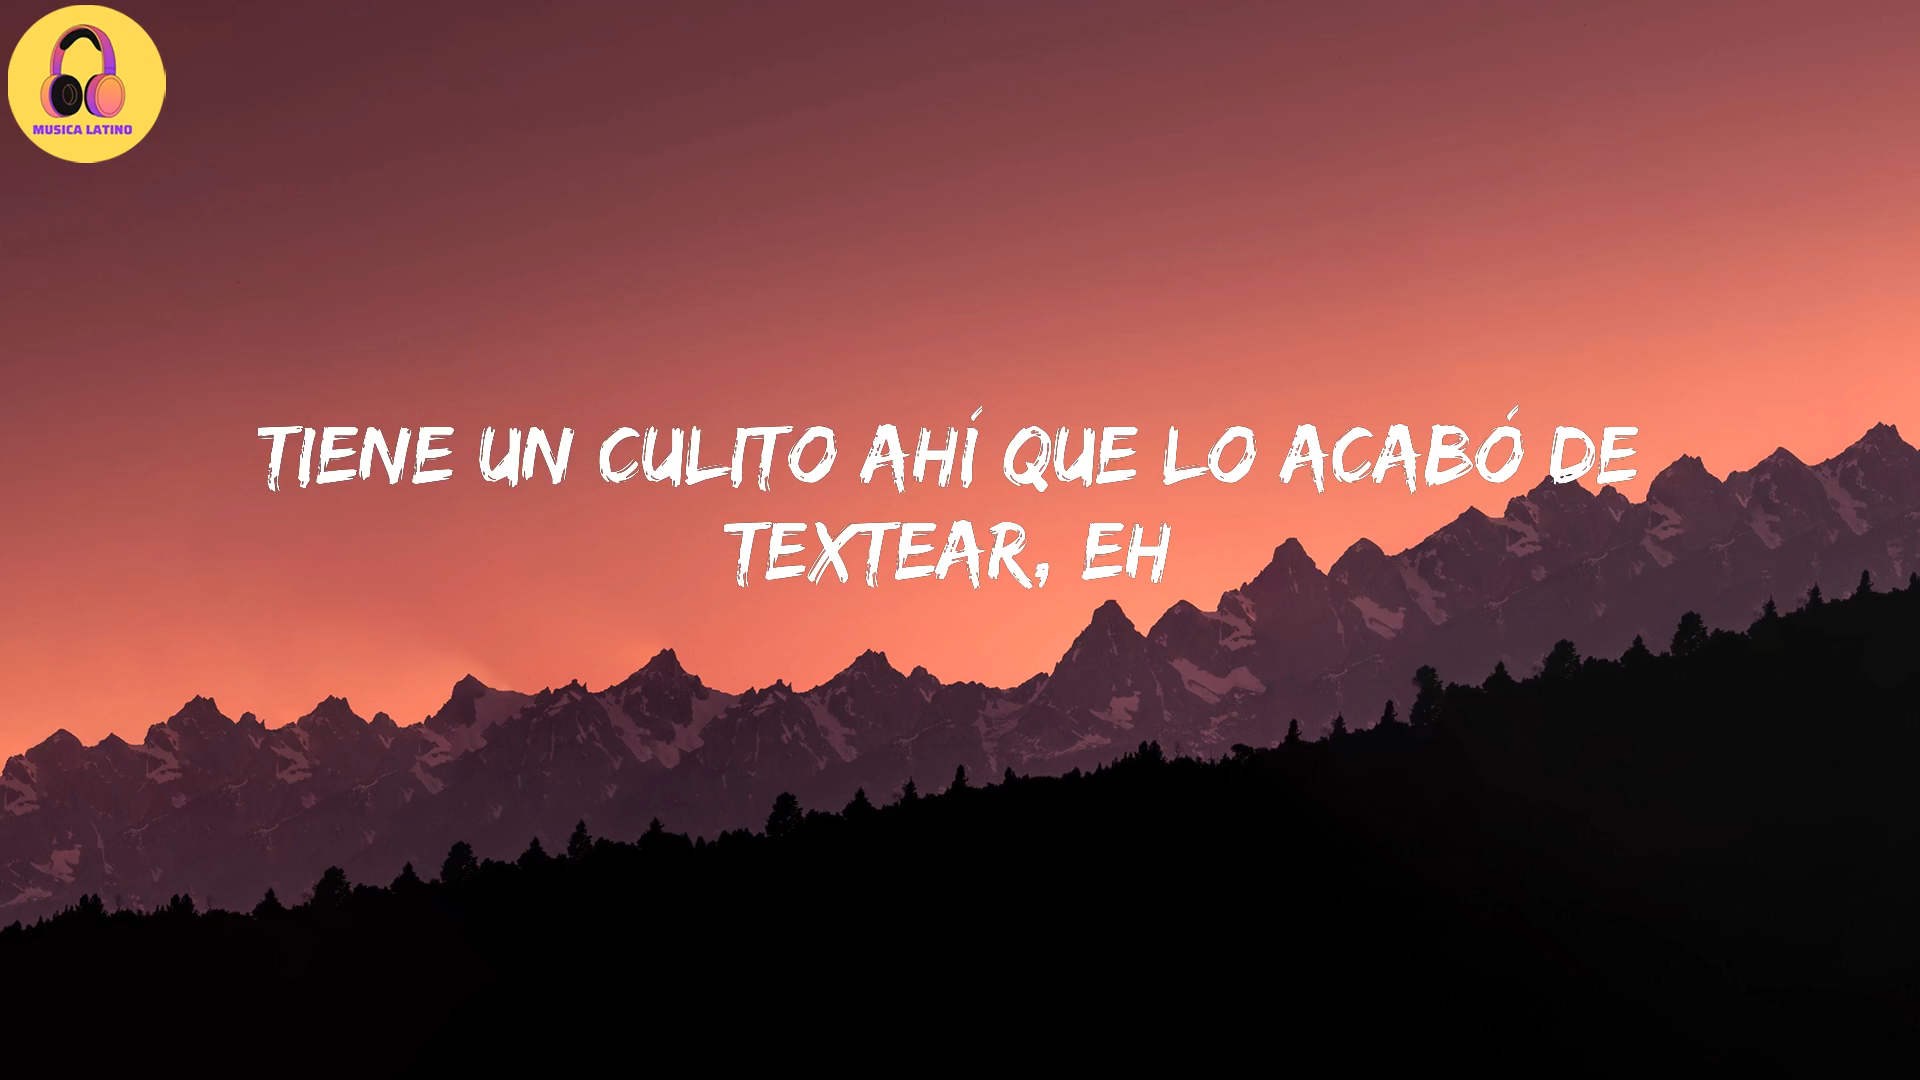 MUSICA LATINO
TIENE UN CULITO AHÍ QUE LO ACABÓ DE
TEXTEAR, EH